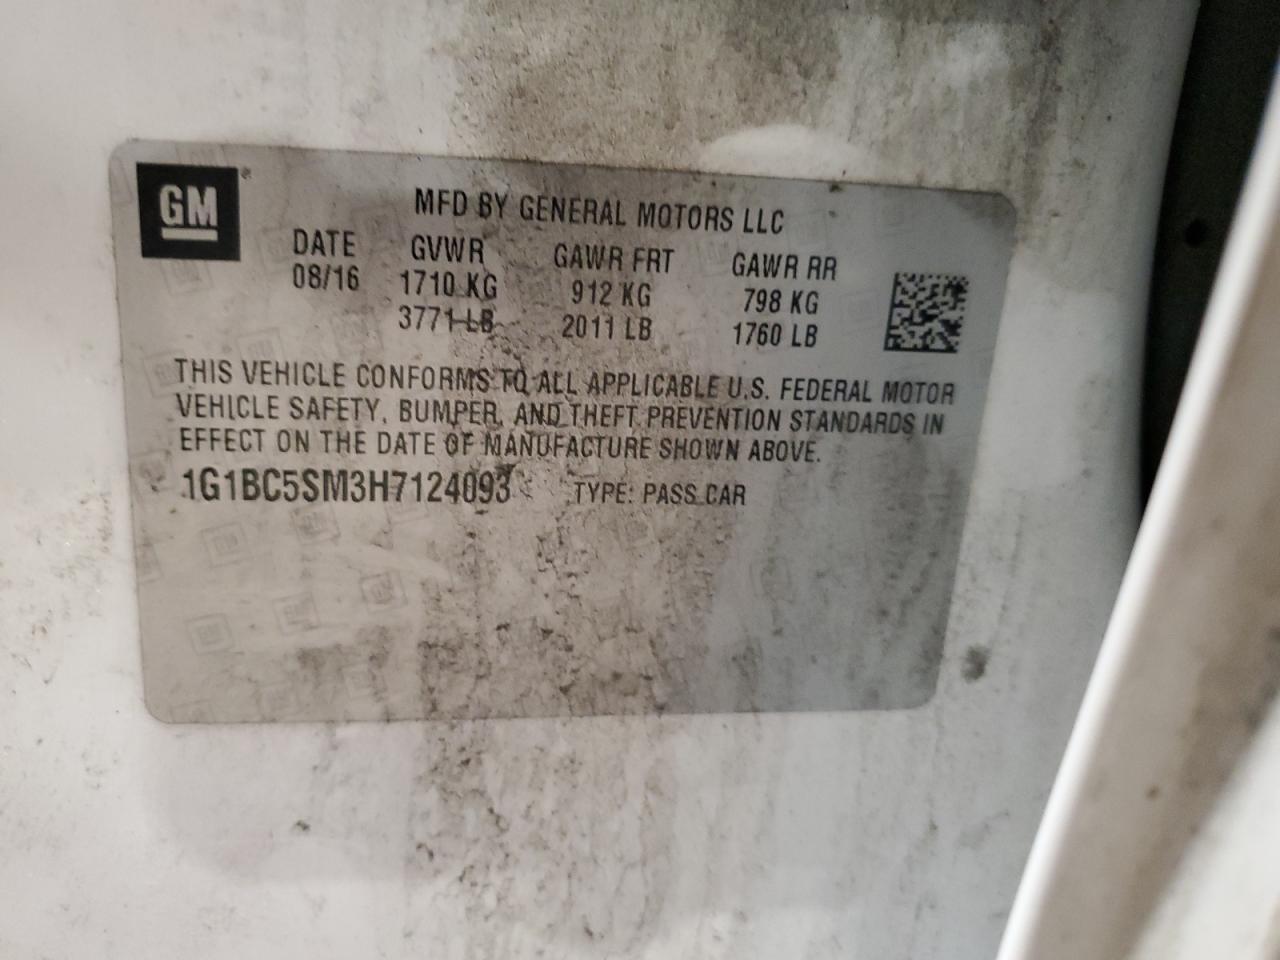 GM
MFD BY GENERAL MOTORS LLC
DATE GVWR GAWR FRT GAWR RR
08/16 1710 KG 912 KG 798 KG
3771 LB 2011 LB 1760 LB
THIS VEHICLE CONFORMS TO ALL APPLICABLE U.S. FEDERAL MOTOR
VEHICLE SAFETY, BUMPER, AND THEFT PREVENTION STANDARDS IN
EFFECT ON THE DATE OF MANUFACTURE SHOWN ABOVE.
1G1BC5SM3H7124093 TYPE: PASS CAR